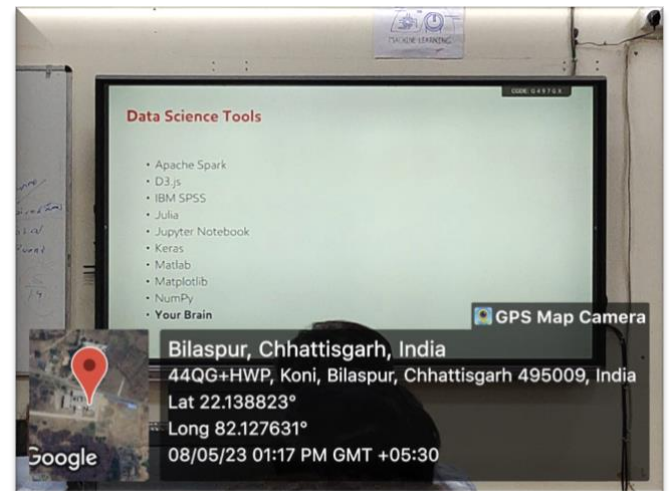 MACHINE LEARNING
CODE: G4X7GX
Data Science Tools
• Apache Spark
• D3.js
• IBM SPSS
• Julia
• Jupyter Notebook
• Keras
• Matlab
• Matplotlib
• NumPy
• Your Brain
GPS Map Camera
Bilaspur, Chhattisgarh, India
44QG+HWP, Koni, Bilaspur, Chhattisgarh 495009, India
Lat 22.138823°
Long 82.127631°
08/05/23 01:17 PM GMT +05:30
Google